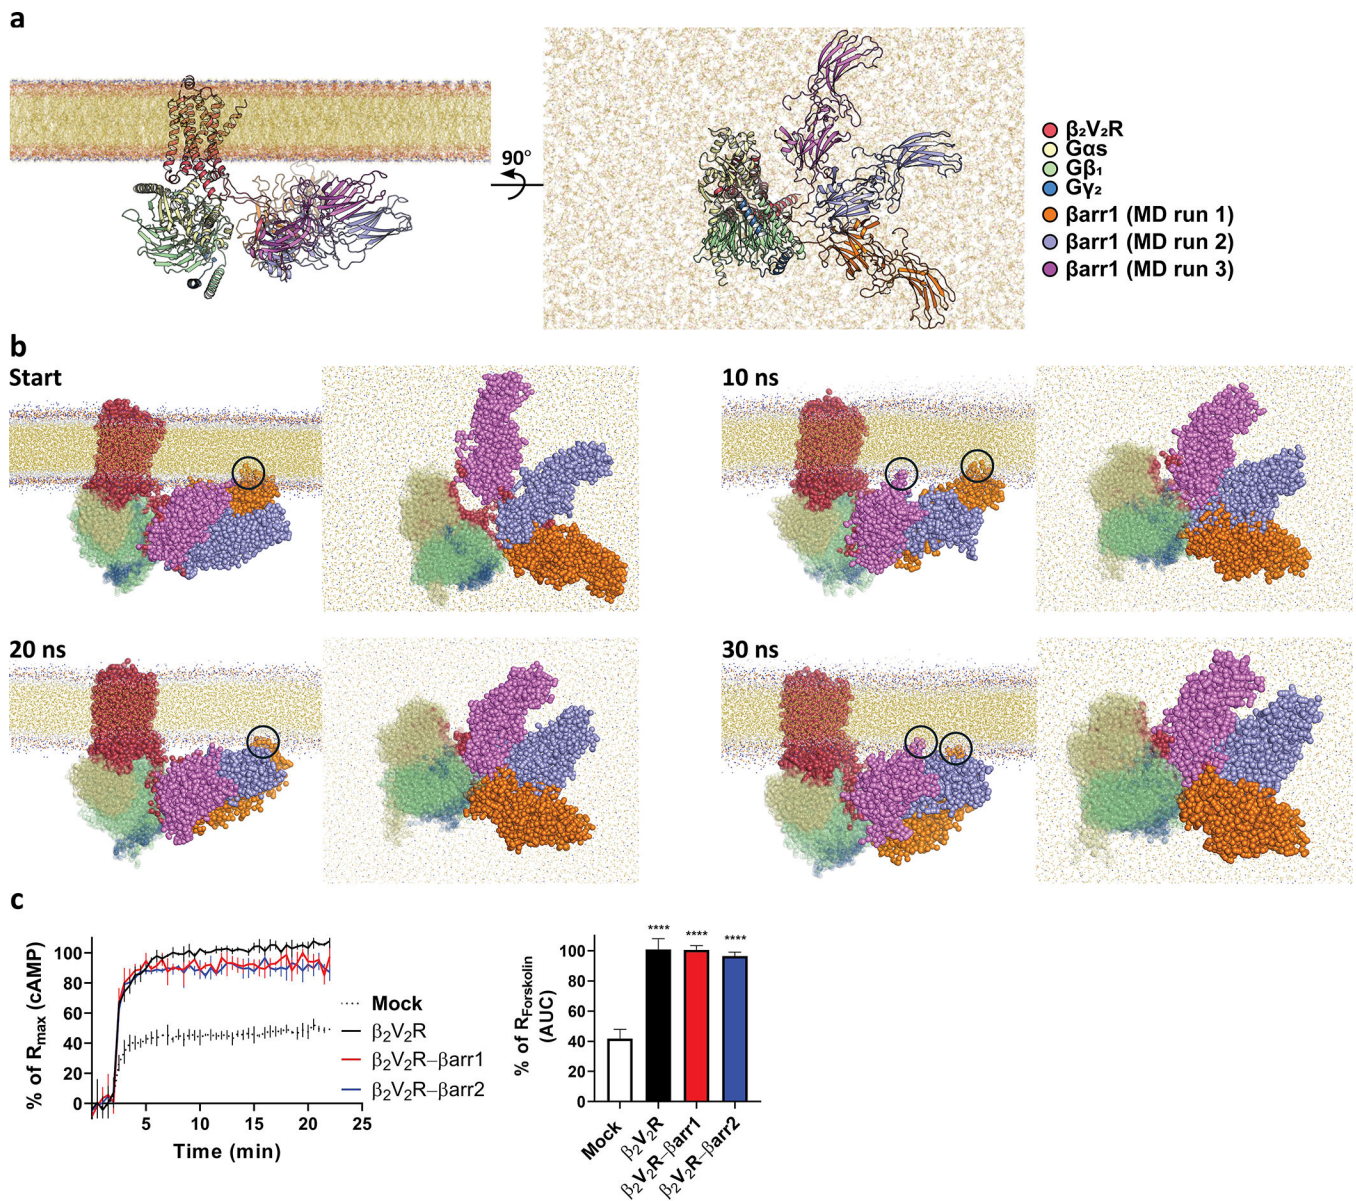 a
90°
β₂V₂R
Gαs
Gβ₁
Gγ₂
βarr1 (MD run 1)
βarr1 (MD run 2)
βarr1 (MD run 3)
b
Start
10 ns
20 ns
30 ns
c
% of Rmax (cAMP)
100
80
60
40
20
0
5
10
15
20
25
Time (min)
Mock
β₂V₂R
β₂V₂R–βarr1
β₂V₂R–βarr2
% of RForskolin
(AUC)
100
80
60
40
20
0
****
****
****
Mock
β₂V₂R
β₂V₂R–βarr1
β₂V₂R–βarr2